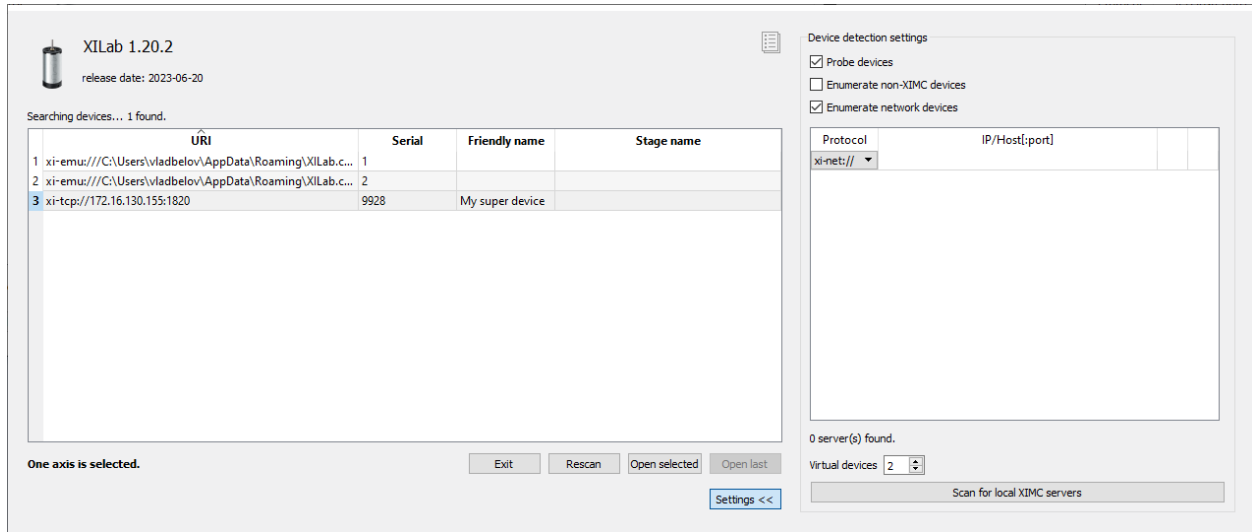 XILab 1.20.2
release date: 2023-06-20
Searching devices... 1 found.
URI Serial Friendly name Stage name
1 xi-emu:///C:\Users\vladbelov\AppData\Roaming\XILab.c... 1
2 xi-emu:///C:\Users\vladbelov\AppData\Roaming\XILab.c... 2
3 xi-tcp://172.16.130.155:1820 9928 My super device
One axis is selected.
Exit Rescan Open selected Open last
Settings <<
Device detection settings
Probe devices
Enumerate non-XIMC devices
Enumerate network devices
Protocol IP/Host[:port]
xi-net://
0 server(s) found.
Virtual devices 2
Scan for local XIMC servers